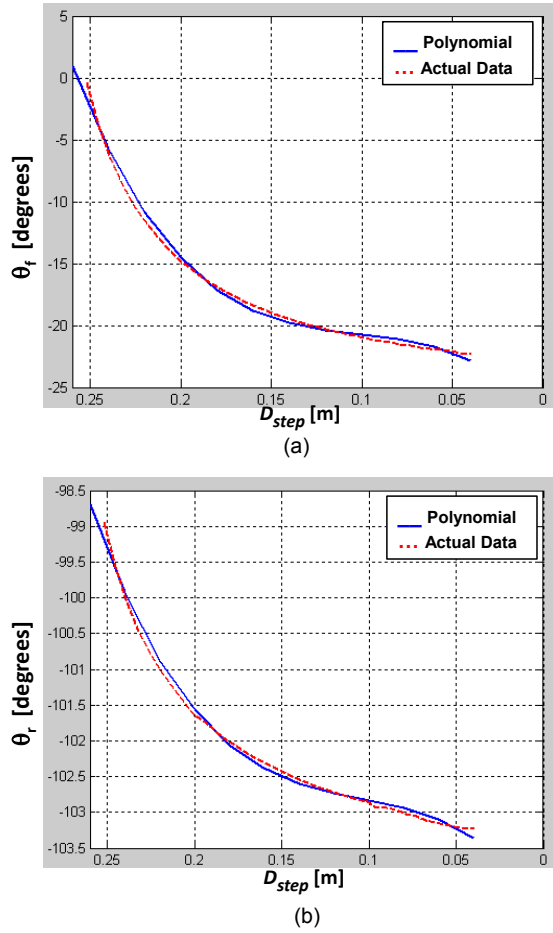 5
Polynomial
Actual Data
0
-5
-10
-15
-20
-25
θf [degrees]
0.25 0.2 0.15 0.1 0.05 0
Dstep [m]
(a)
-98.5
Polynomial
Actual Data
-99
-99.5
-100
-100.5
-101
-101.5
-102
-102.5
-103
-103.5
θr [degrees]
0.25 0.2 0.15 0.1 0.05 0
Dstep [m]
(b)